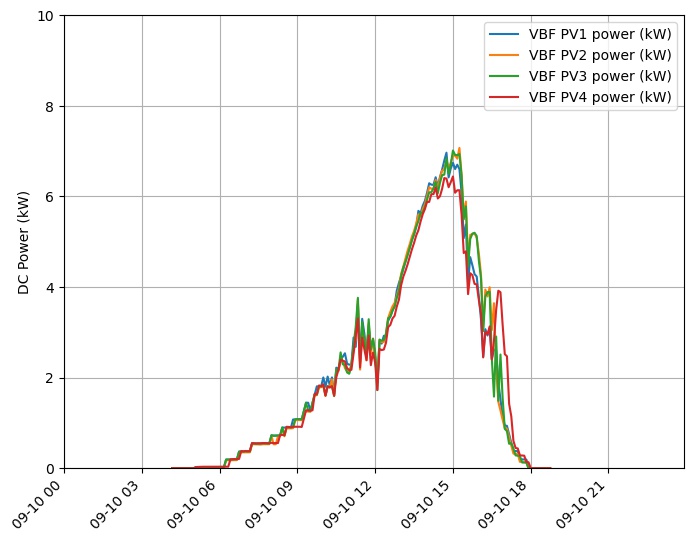 10
8
6
4
2
0
DC Power (kW)
VBF PV1 power (kW)
VBF PV2 power (kW)
VBF PV3 power (kW)
VBF PV4 power (kW)
09-10 00
09-10 03
09-10 06
09-10 09
09-10 12
09-10 15
09-10 18
09-10 21